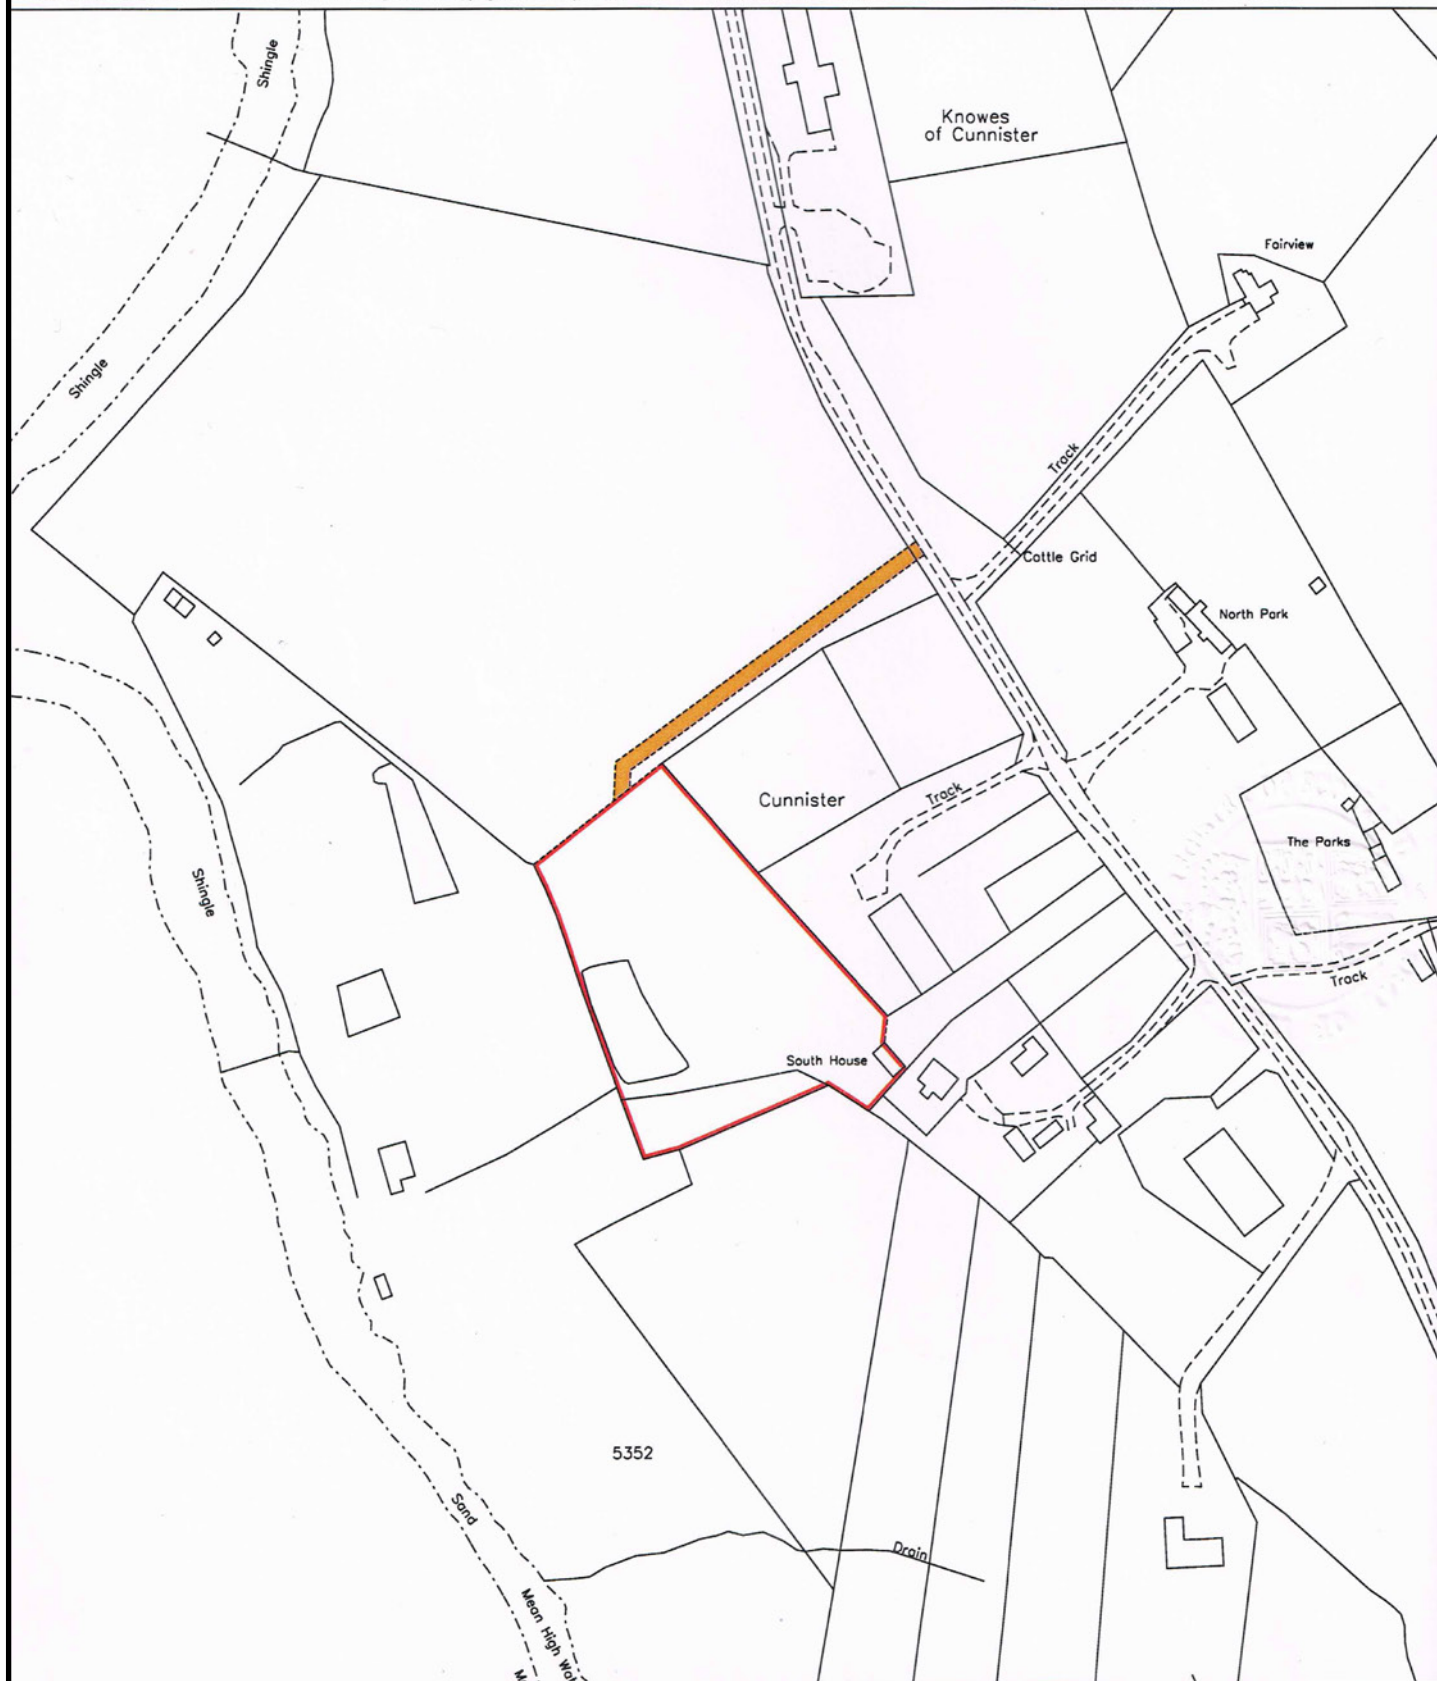 Shingle
Knowes
of Cunnister
Fairview
Shingle
Track
Cattle Grid
North Park
Cunnister
Track
The Parks
Shingle
Track
South House
5352
Sand
Drain
Mean High